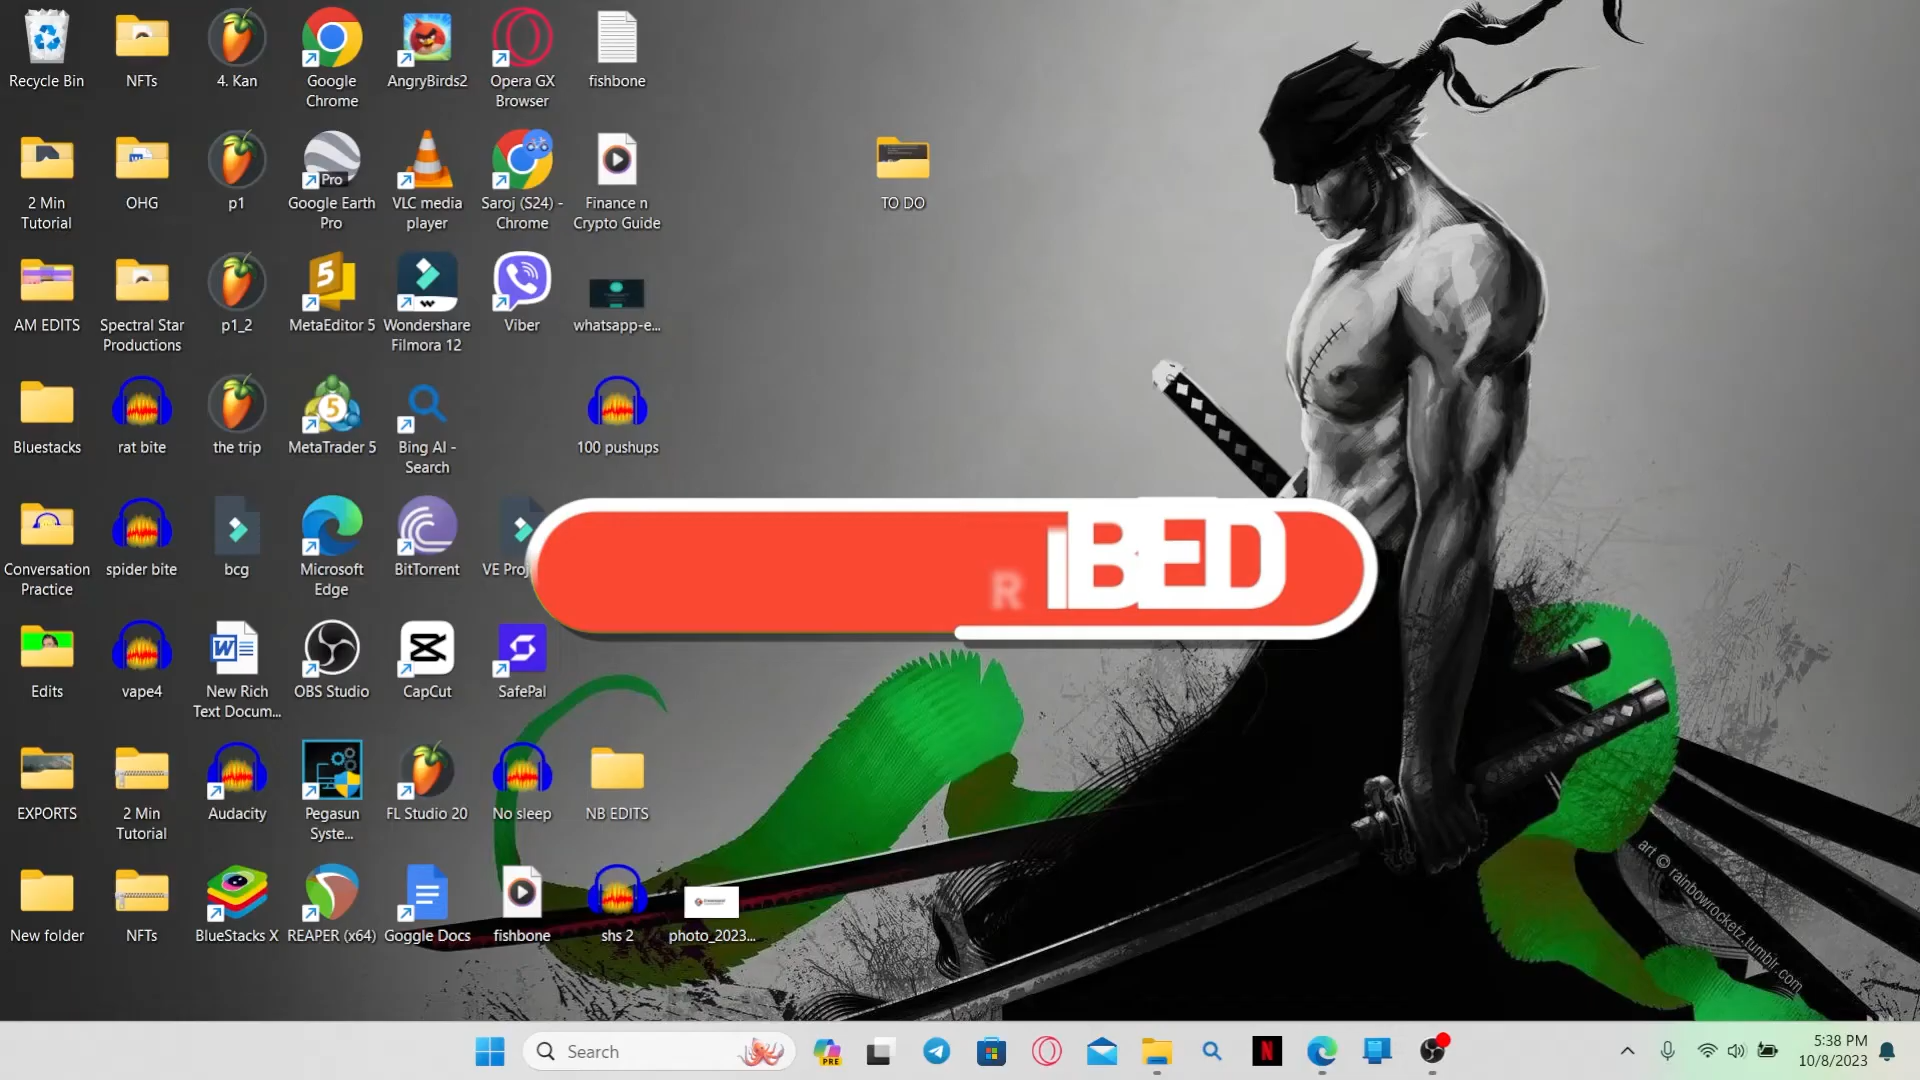 Recycle Bin
NFTs
4. Kan
Google
Chrome
AngryBirds2
Opera GX
Browser
fishbone
2 Min
Tutorial
OHG
p1
Pro
Google Earth
Pro
VLC media
player
Saroj (S24) -
Chrome
Finance n
Crypto Guide
TO DO
AM EDITS
Spectral Star
Productions
p1_2
5
MetaEditor 5
Wondershare
Filmora 12
Viber
whatsapp-e...
Bluestacks
rat bite
the trip
5
MetaTrader 5
Bing AI -
Search
100 pushups
Conversation
Practice
spider bite
bcg
Microsoft
Edge
BitTorrent
VE Proj
R IBED
Edits
vape4
W
New Rich
Text Docum...
OBS Studio
CapCut
SafePal
EXPORTS
2 Min
Tutorial
Audacity
Pegasun
Syste...
FL Studio 20
No sleep
NB EDITS
New folder
NFTs
BlueStacks X
REAPER (x64)
Goggle Docs
fishbone
shs 2
photo_2023...
art © rainbowrocketz.tumblr.com
Search
PRE
N
5:38 PM
10/8/2023